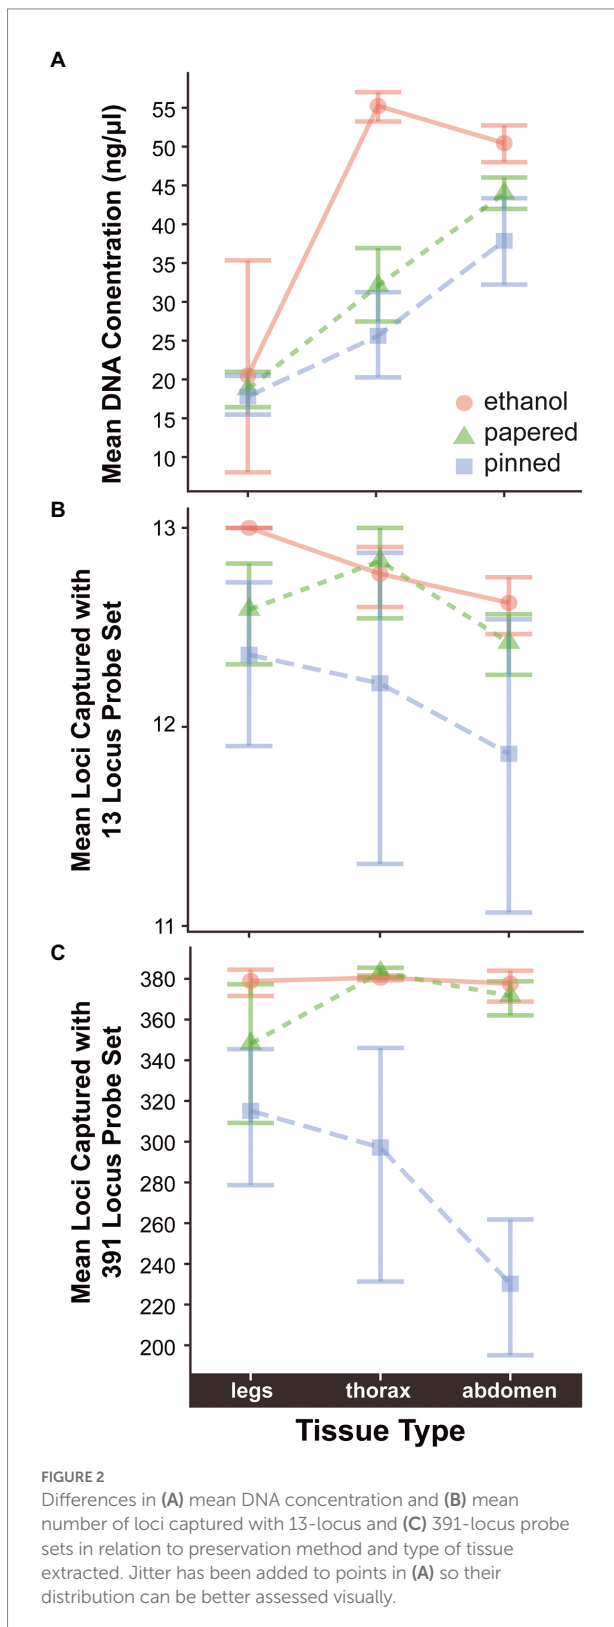 A
Mean DNA Conentration (ng/µl)
55
50
45
40
35
30
25
20
15
10
ethanol
papered
pinned
B
Mean Loci Captured with
13 Locus Probe Set
13
12
11
C
Mean Loci Captured with
391 Locus Probe Set
380
360
340
320
300
280
260
240
220
200
legs thorax abdomen
Tissue Type
FIGURE 2
Differences in (A) mean DNA concentration and (B) mean
number of loci captured with 13-locus and (C) 391-locus probe
sets in relation to preservation method and type of tissue
extracted. Jitter has been added to points in (A) so their
distribution can be better assessed visually.